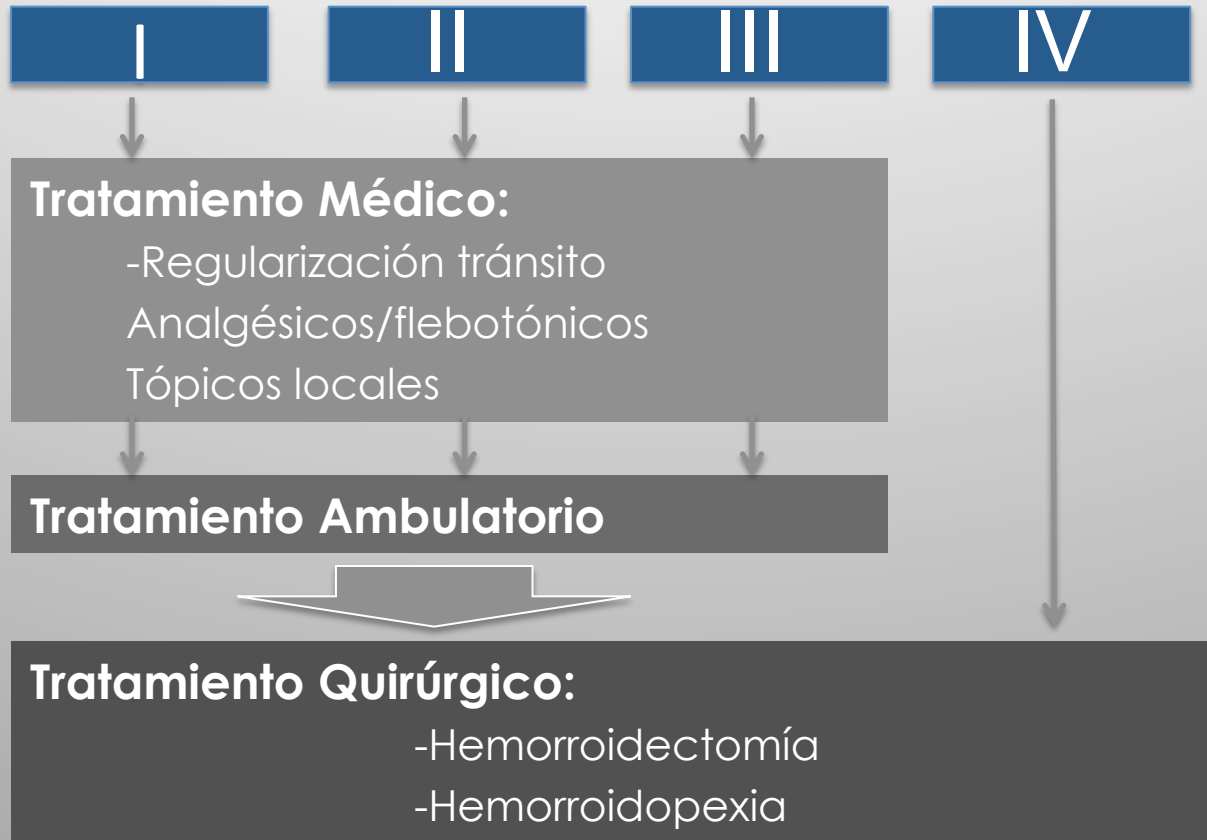 I
II
III
IV
Tratamiento Médico:
-Regularización tránsito
Analgésicos/flebotónicos
Tópicos locales
Tratamiento Ambulatorio
Tratamiento Quirúrgico:
-Hemorroidectomía
-Hemorroidopexia